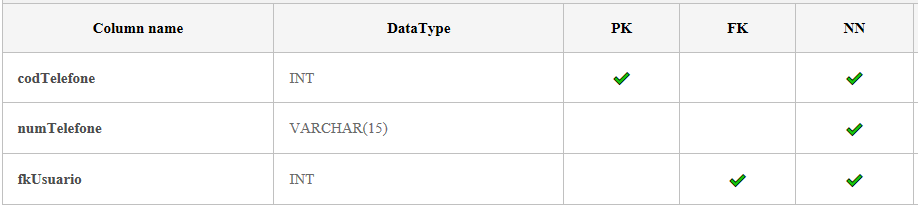 Column name DataType PK FK NN
codTelefone INT ✔ ✔
numTelefone VARCHAR(15) ✔
fkUsuario INT ✔ ✔